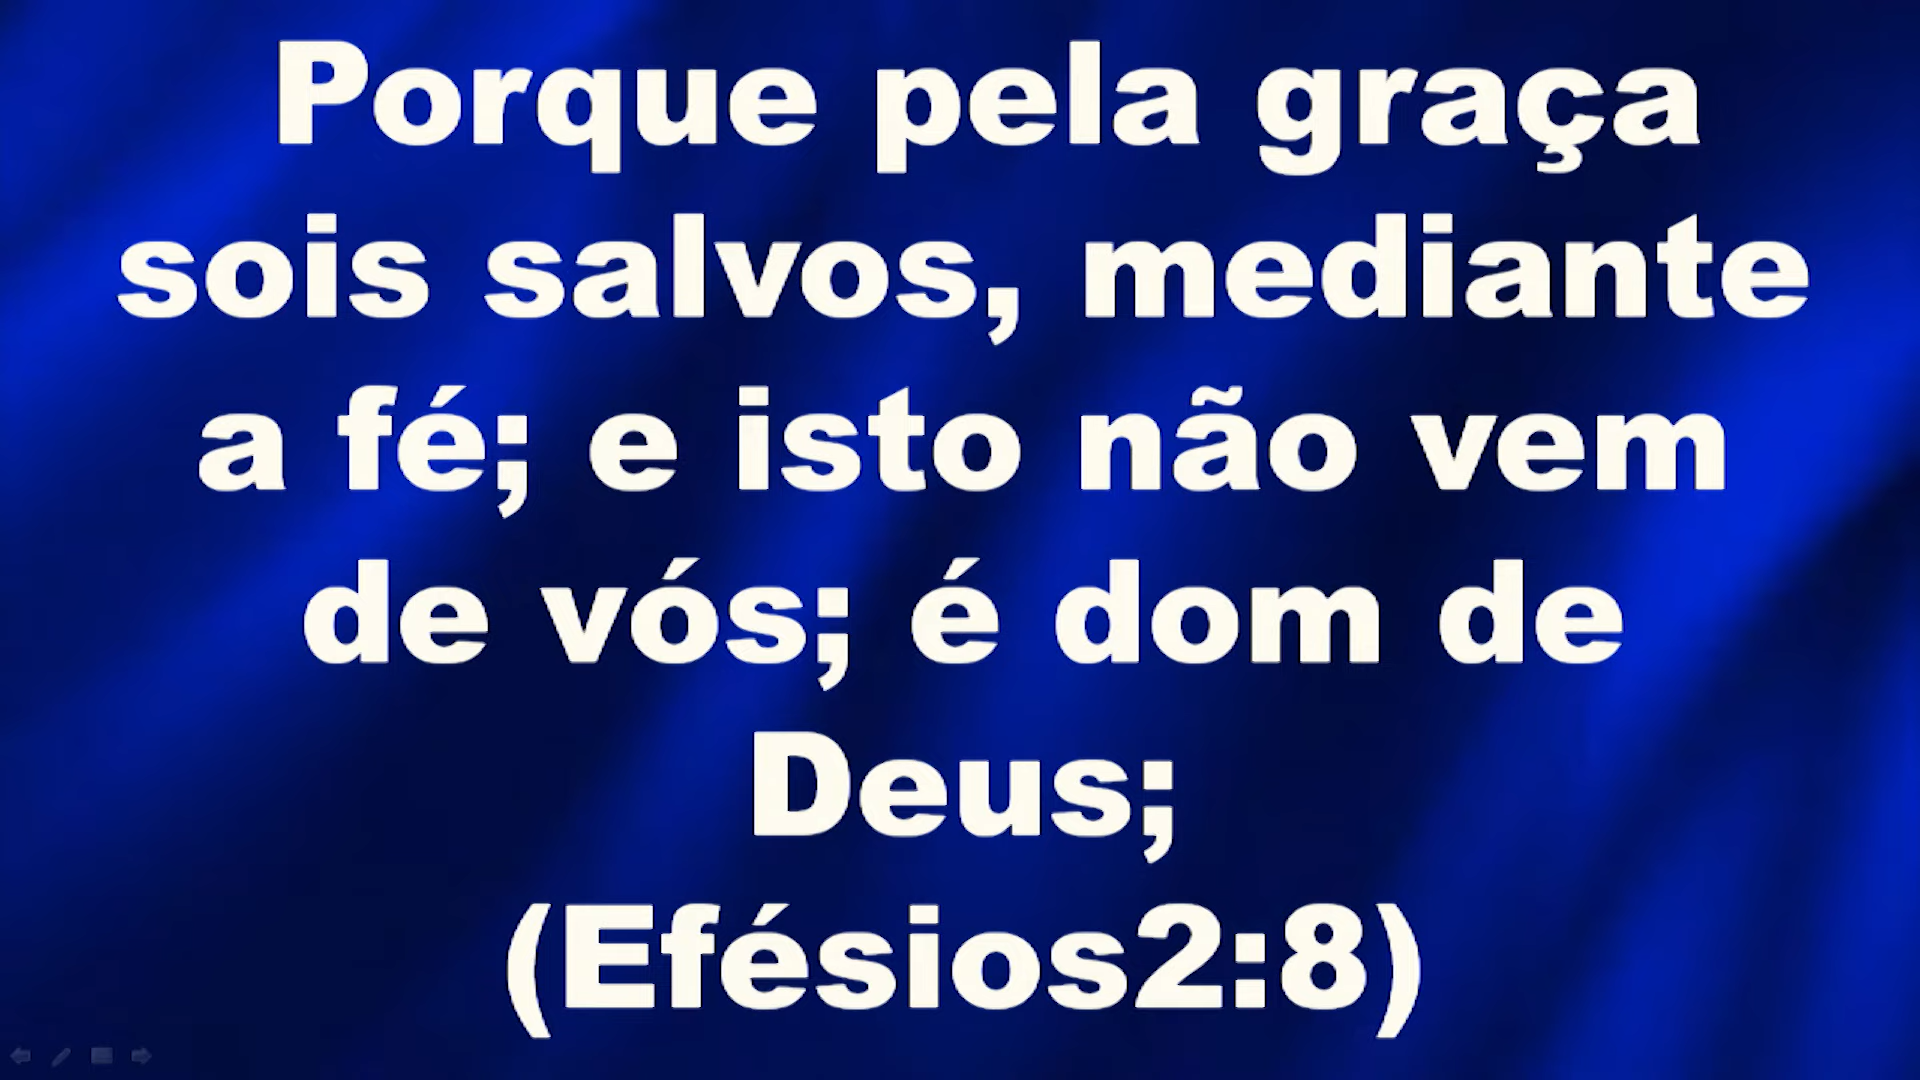 Porque pela graça
sois salvos, mediante
a fé; e isto não vem
de vós; é dom de
Deus;
(Efésios2:8)